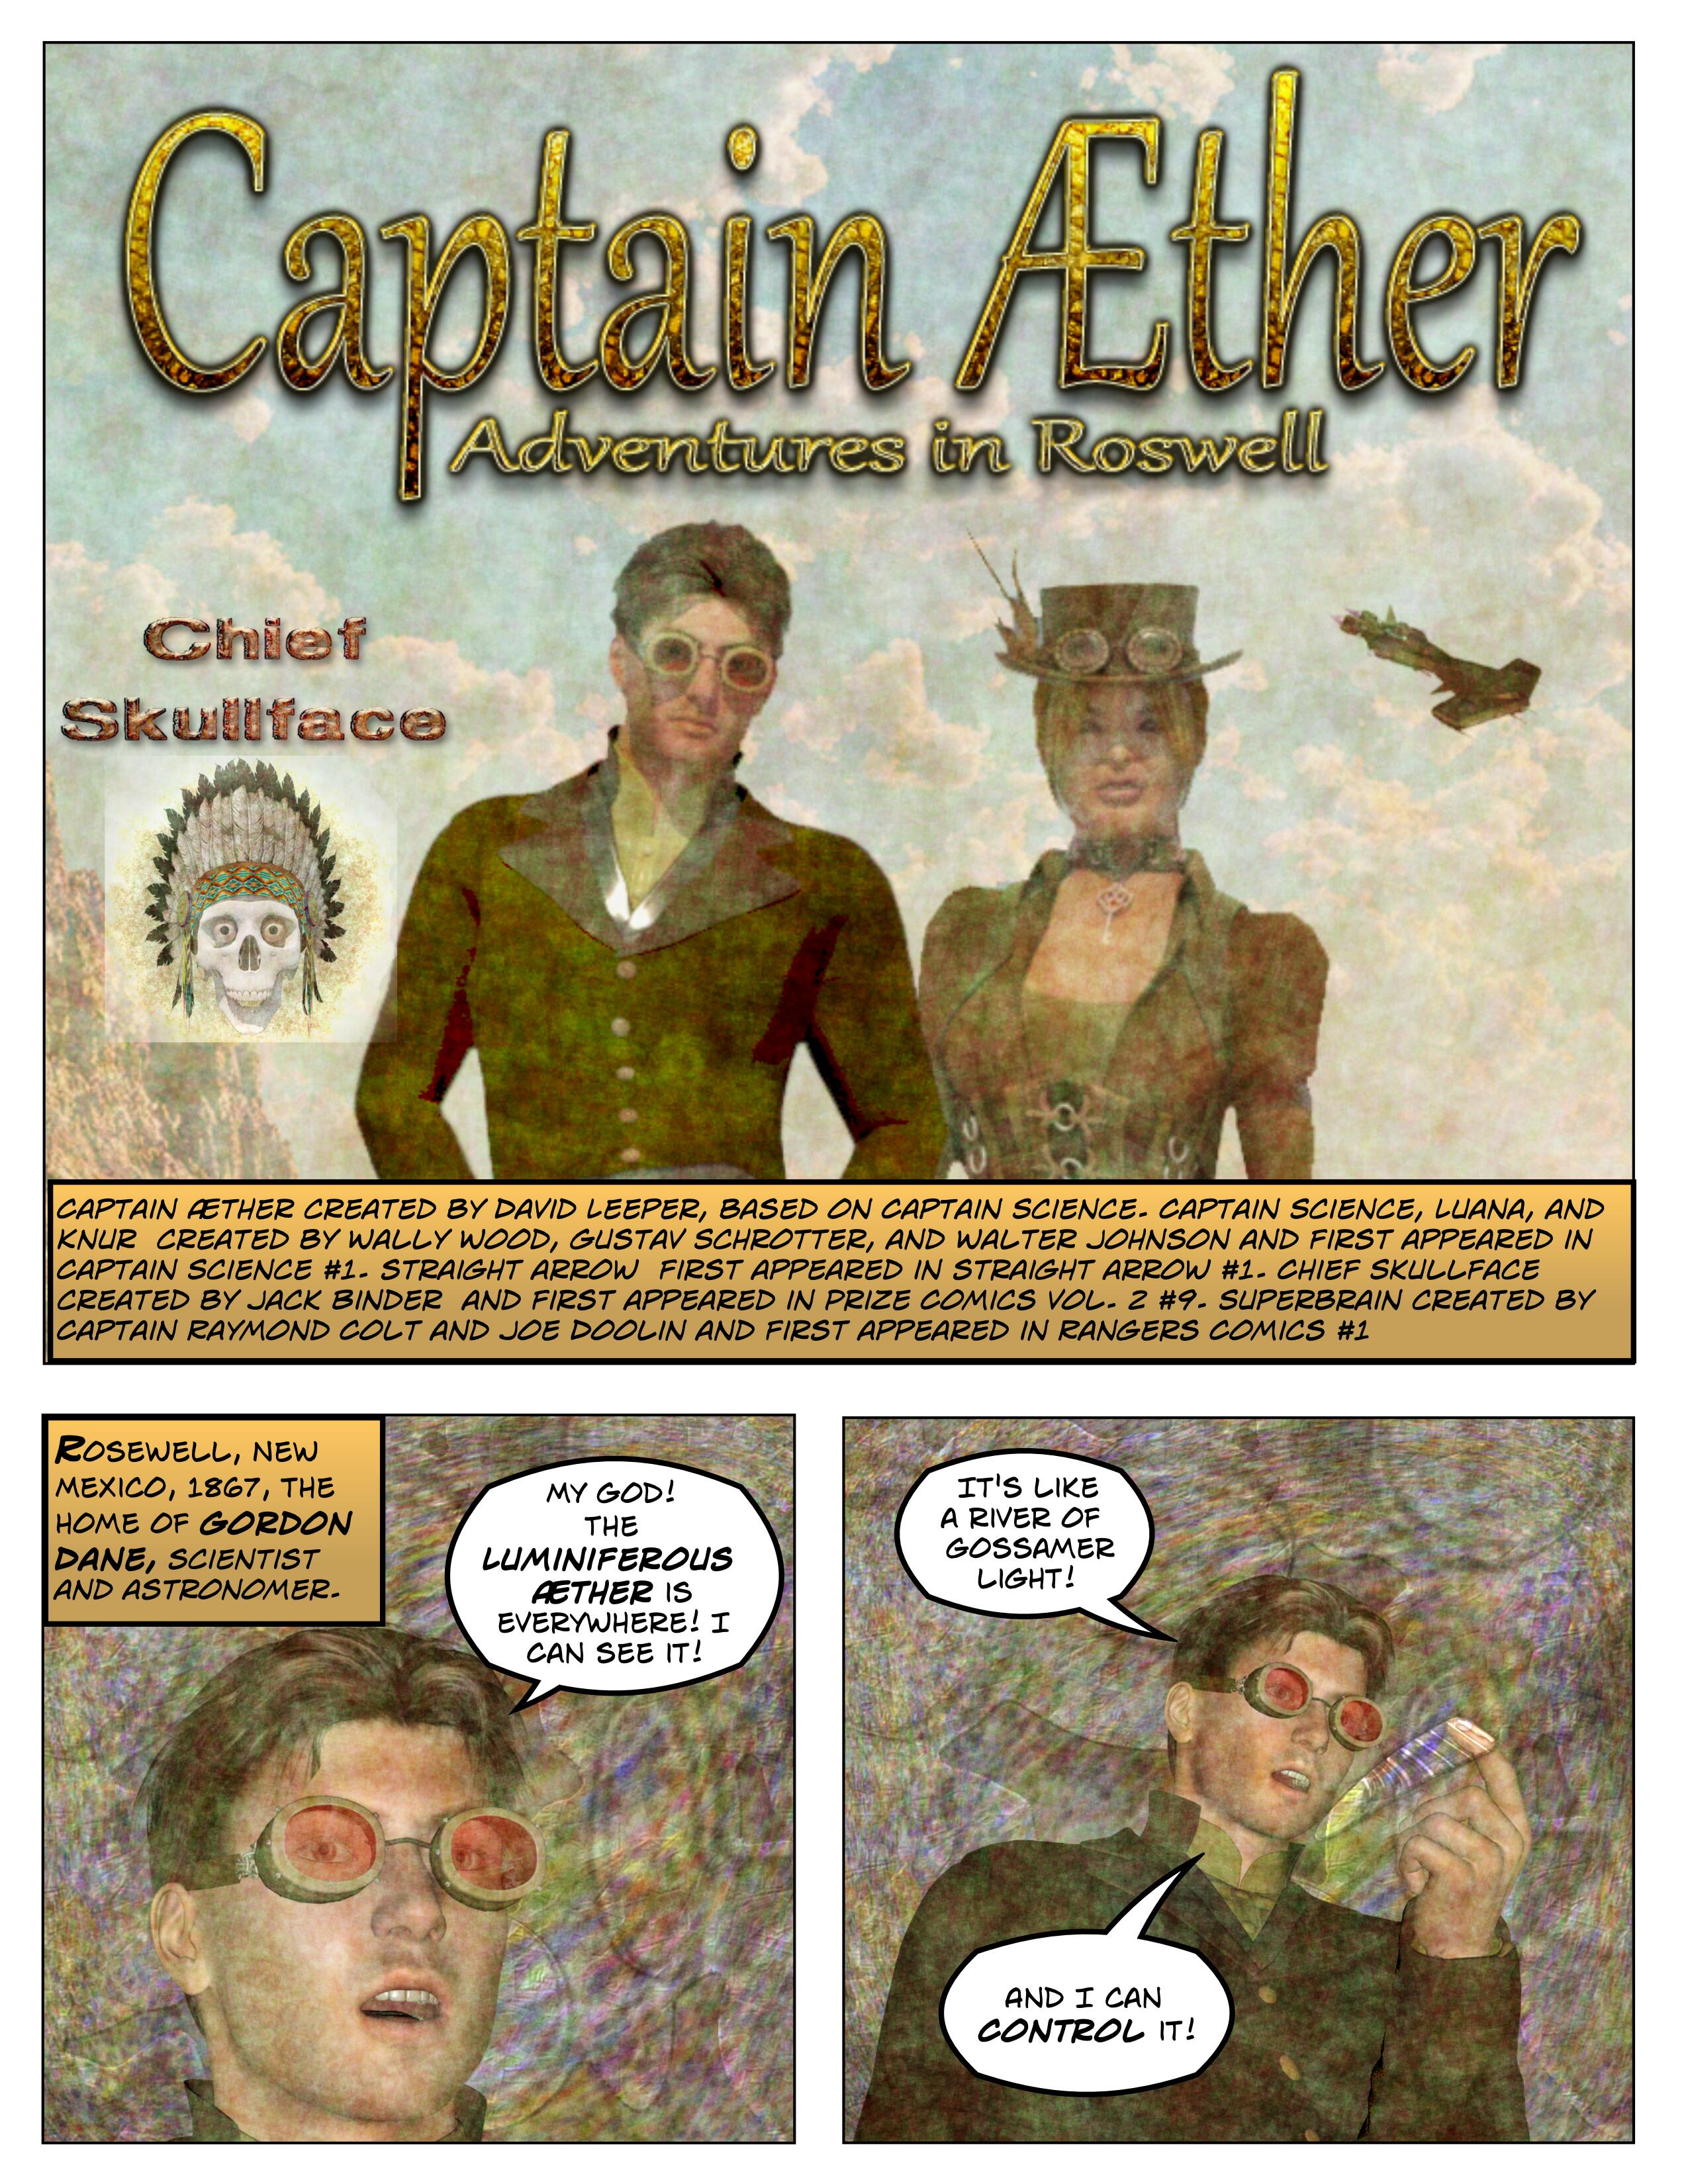 Captain Æther
Adventures in Roswell
Chief
Skullface
CAPTAIN ÆTHER CREATED BY DAVID LEEPER, BASED ON CAPTAIN SCIENCE. CAPTAIN SCIENCE, LUANA, AND
KNUR CREATED BY WALLY WOOD, GUSTAV SCHROTTER, AND WALTER JOHNSON AND FIRST APPEARED IN
CAPTAIN SCIENCE #1. STRAIGHT ARROW FIRST APPEARED IN STRAIGHT ARROW #1. CHIEF SKULLFACE
CREATED BY JACK BINDER AND FIRST APPEARED IN PRIZE COMICS VOL. 2 #9. SUPERBRAIN CREATED BY
CAPTAIN RAYMOND COLT AND JOE DOOLIN AND FIRST APPEARED IN RANGERS COMICS #1
ROSEWELL, NEW
MEXICO, 1867, THE
HOME OF GORDON
DANE, SCIENTIST
AND ASTRONOMER.
MY GOD!
THE
LUMINIFEROUS
ÆTHER IS
EVERYWHERE! I
CAN SEE IT!
IT'S LIKE
A RIVER OF
GOSSAMER
LIGHT!
AND I CAN
CONTROL IT!